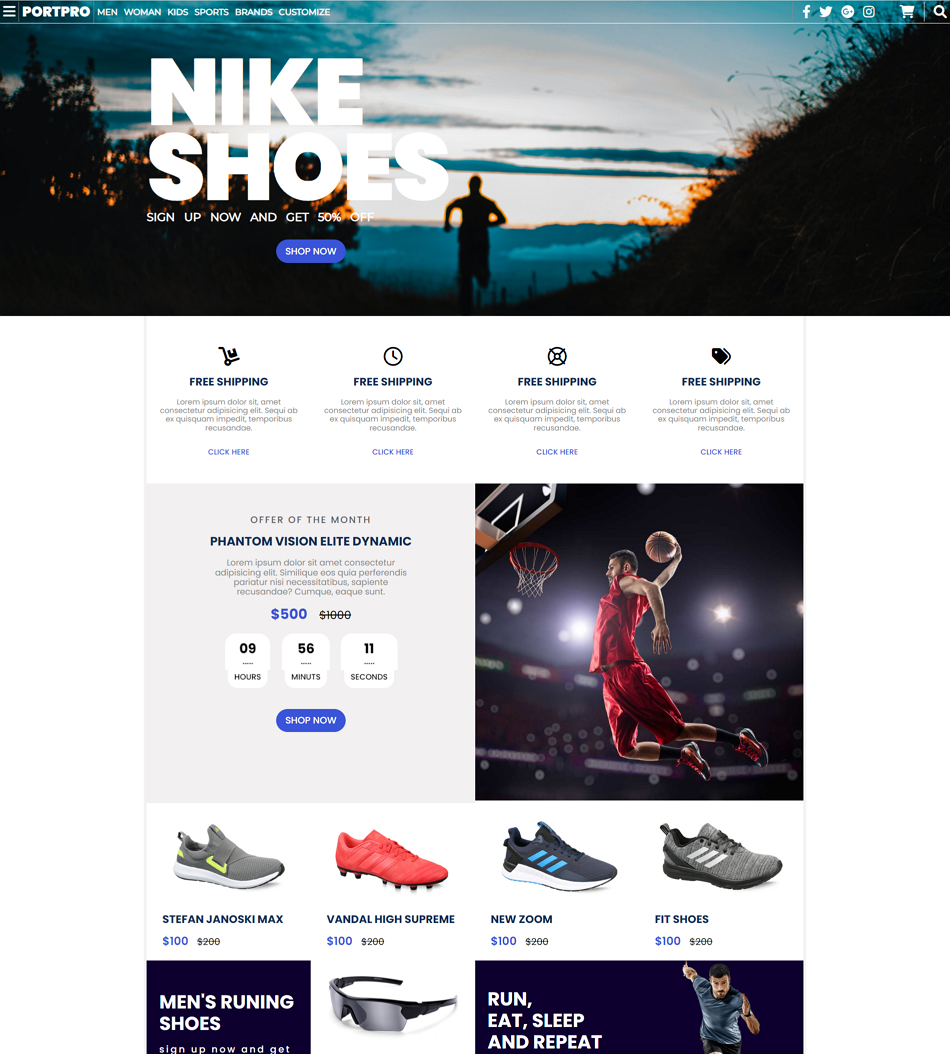 PORTPRO MEN WOMAN KIDS SPORTS BRANDS CUSTOMIZE
NIKE
SHOES
SIGN UP NOW AND GET 50% OFF
SHOP NOW
FREE SHIPPING
Lorem ipsum dolor sit, amet
consectetur adipisicing elit. Sequi ab
ex quisquam impedit, temporibus
recusandae.
CLICK HERE
FREE SHIPPING
Lorem ipsum dolor sit, amet
consectetur adipisicing elit. Sequi ab
ex quisquam impedit, temporibus
recusandae.
CLICK HERE
FREE SHIPPING
Lorem ipsum dolor sit, amet
consectetur adipisicing elit. Sequi ab
ex quisquam impedit, temporibus
recusandae.
CLICK HERE
FREE SHIPPING
Lorem ipsum dolor sit, amet
consectetur adipisicing elit. Sequi ab
ex quisquam impedit, temporibus
recusandae.
CLICK HERE
OFFER OF THE MONTH
PHANTOM VISION ELITE DYNAMIC
Lorem ipsum dolor sit amet consectetur
adipisicing elit. Similique eos quia perferendis
pariatur nisi necessitatibus, sapiente
recusandae? Cumque, eaque sunt.
$500 $1000
09 56 11
HOURS MINUTS SECONDS
SHOP NOW
STEFAN JANOSKI MAX
$100 $200
VANDAL HIGH SUPREME
$100 $200
NEW ZOOM
$100 $200
FIT SHOES
$100 $200
MEN'S RUNING
SHOES
sign up now and get
RUN,
EAT, SLEEP
AND REPEAT